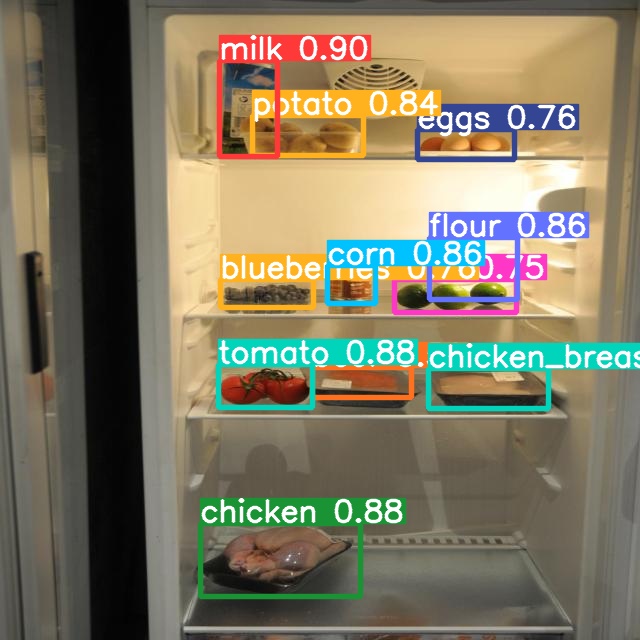 milk 0.90
potato 0.84
eggs 0.76
flour 0.86
corn 0.86
blueberries 0.76
0.75
tomato 0.88
chicken_breas
chicken 0.88